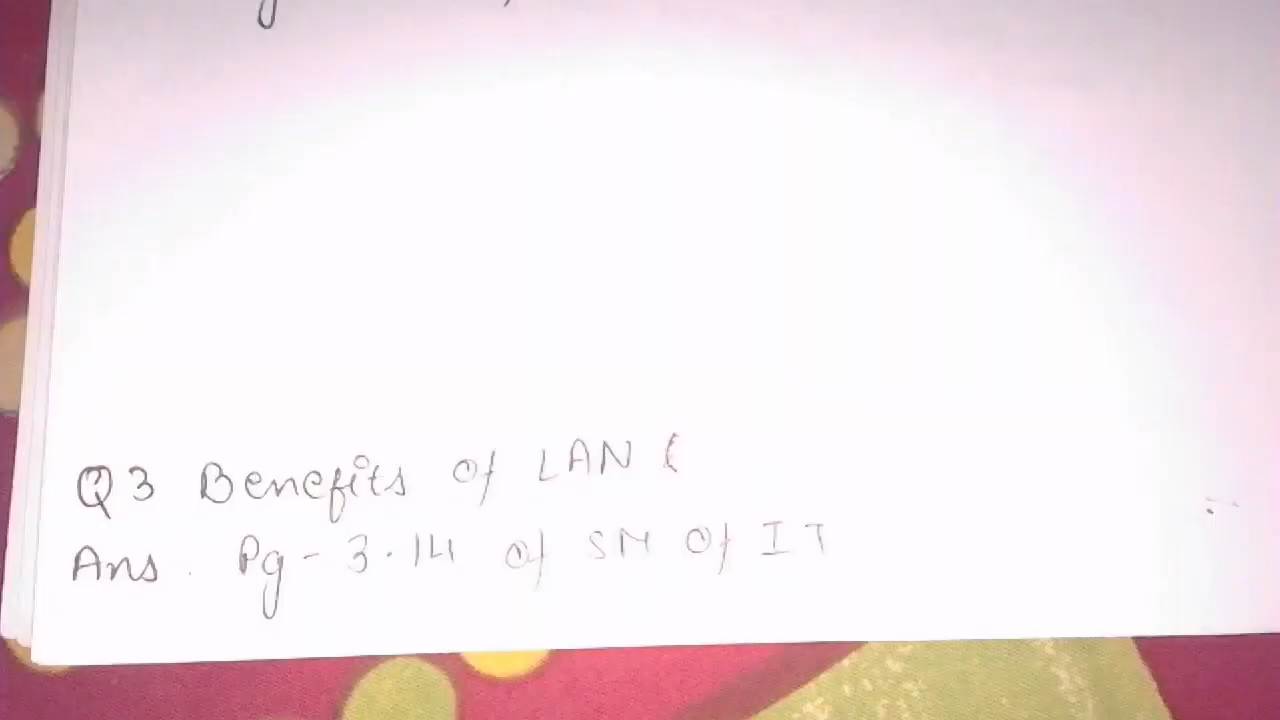 Q3 Benefits of LAN (
Ans. Pg - 3.14 of SM of IT